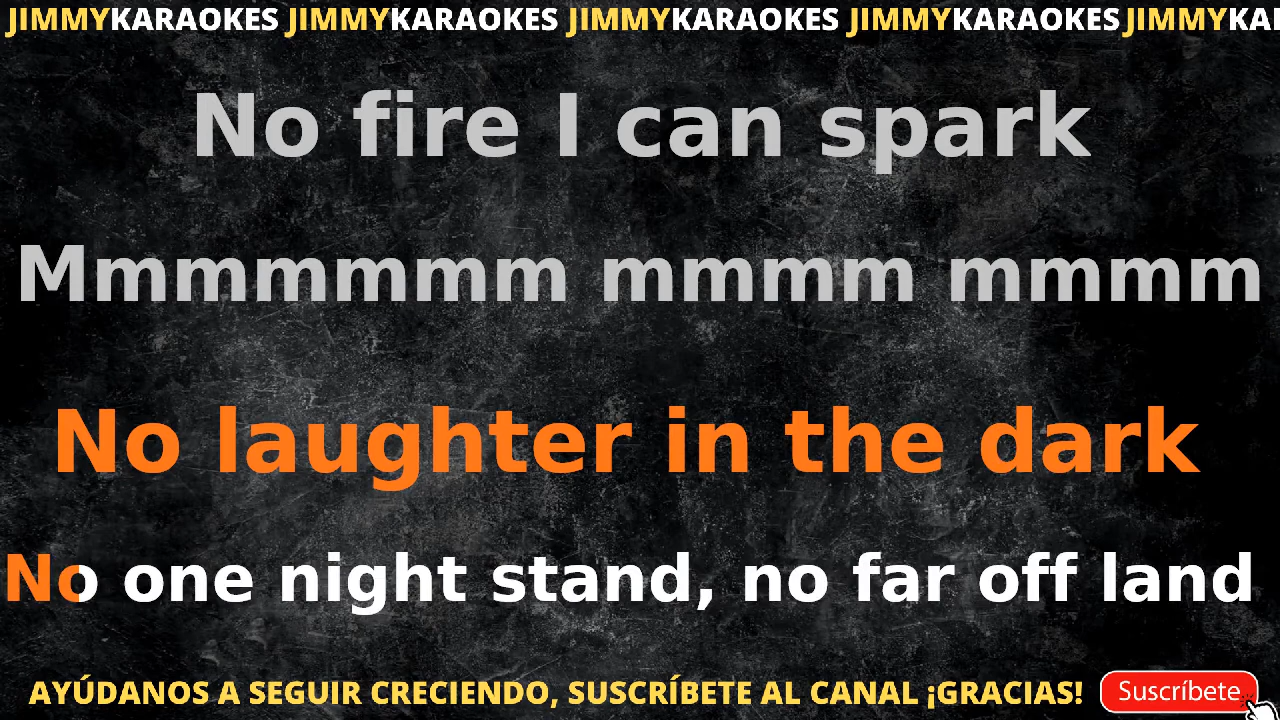 JIMMYKARAOKES JIMMYKARAOKES JIMMYKARAOKES JIMMYKARAOKES JIMMYKA
No fire I can spark
Mmmmmmm mmmm mmmm
No laughter in the dark
No one night stand, no far off land
AYÚDANOS A SEGUIR CRECIENDO, SUSCRÍBETE AL CANAL ¡GRACIAS! Suscríbete